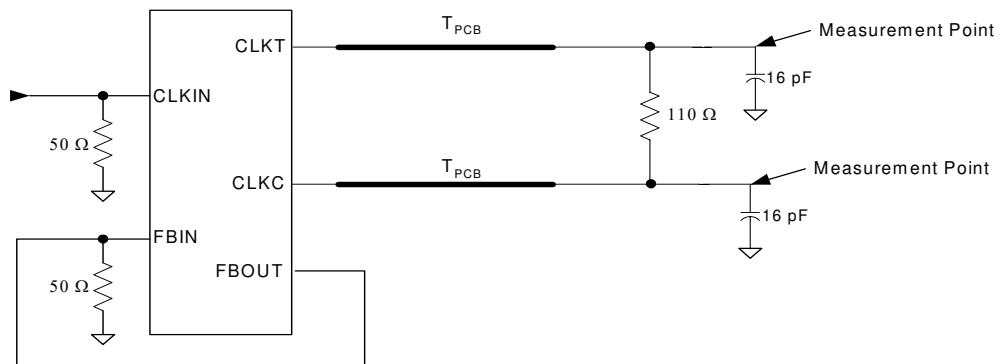 T_PCB
Measurement Point
CLKT
16 pF
CLKIN
110 Ω
50 Ω
T_PCB
Measurement Point
CLKC
16 pF
FBIN
FBOUT
50 Ω